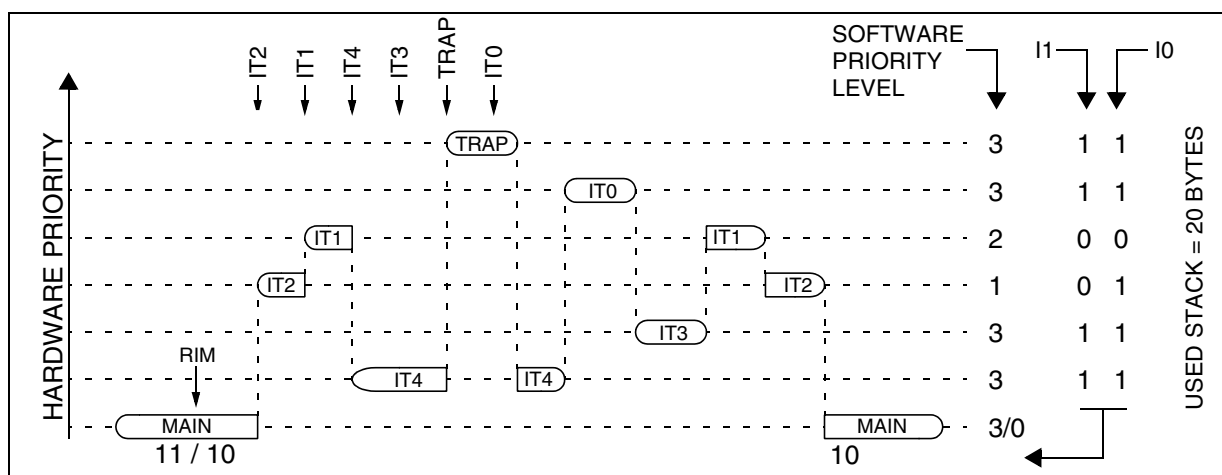 IT2
IT1
IT4
IT3
TRAP
IT0
SOFTWARE
PRIORITY
LEVEL
I1
I0
HARDWARE PRIORITY
TRAP
3
1 1
IT0
3
1 1
IT1
IT1
2
0 0
IT2
IT2
1
0 1
IT3
3
1 1
RIM
IT4
IT4
3
1 1
MAIN
MAIN
3/0
11 / 10
10
USED STACK = 20 BYTES